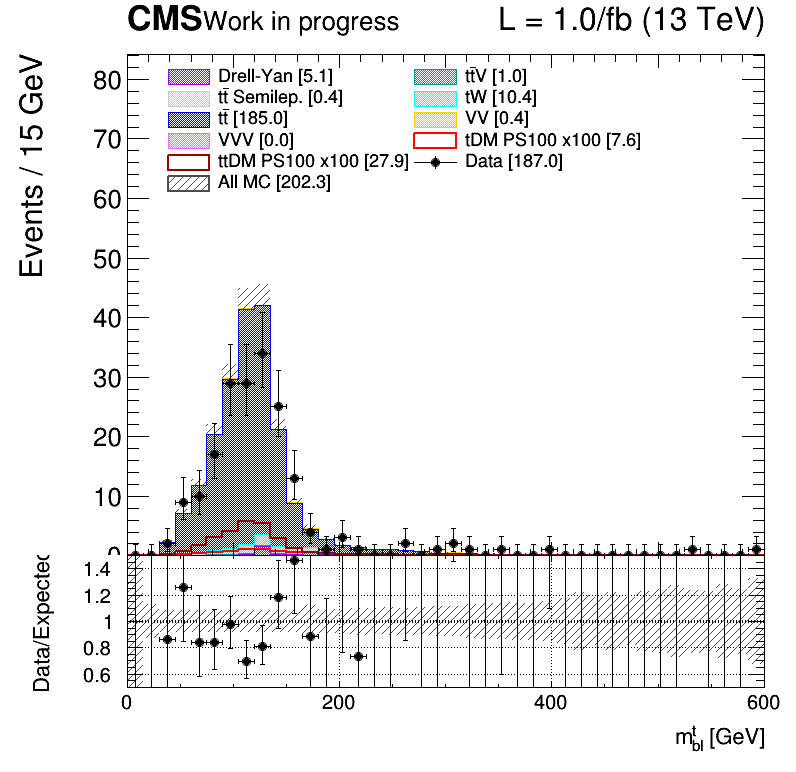 CMS Work in progress L = 1.0/fb (13 TeV)
Events / 15 GeV
80
70
60
50
40
30
20
10
0
Drell-Yan [5.1]
tt̄ Semilep. [0.4]
tt̄ [185.0]
VVV [0.0]
ttDM PS100 x100 [27.9]
All MC [202.3]
tt̄V [1.0]
tW [10.4]
VV [0.4]
tDM PS100 x100 [7.6]
Data [187.0]
Data/Expected
1.4
1.2
1
0.8
0.6
0 200 400 600
m^t_bl [GeV]